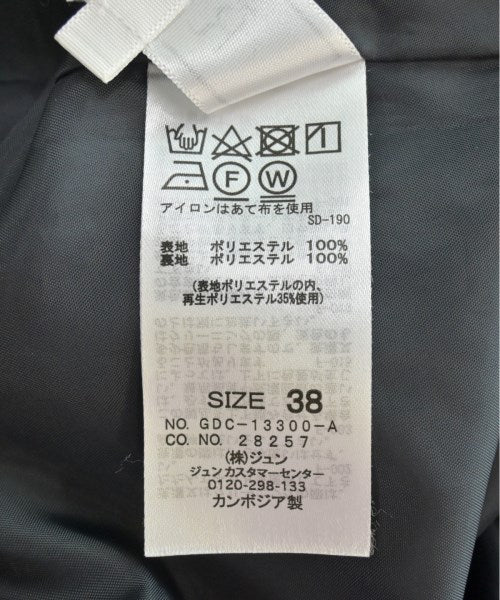 アイロンはあて布を使用
SD-190
表地 ポリエステル 100%
裏地 ポリエステル 100%
(表地ポリエステルの内、
再生ポリエステル35%使用)
SIZE 38
NO. GDC-13300-A
CO. NO. 28257
(株)ジュン
ジュン カスタマーセンター
0120-298-133
カンボジア製